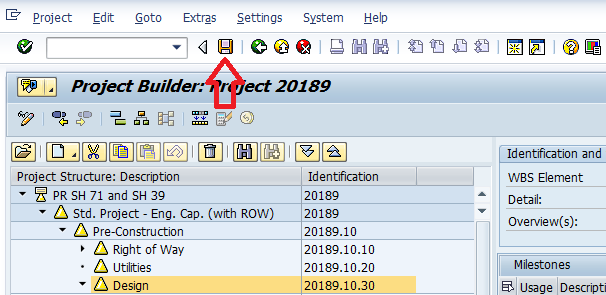 Project Edit Goto Extras Settings System Help
Project Builder: Project 20189
Project Structure: Description Identification
PR SH 71 and SH 39 20189
Std. Project - Eng. Cap. (with ROW) 20189
Pre-Construction 20189.10
Right of Way 20189.10.10
Utilities 20189.10.20
Design 20189.10.30
Identification and
WBS Element
Detail:
Overview(s):
Milestones
Usage Descripti